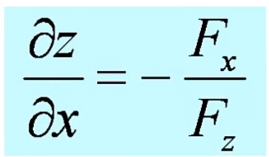 ∂z/∂x = − F_x/F_z